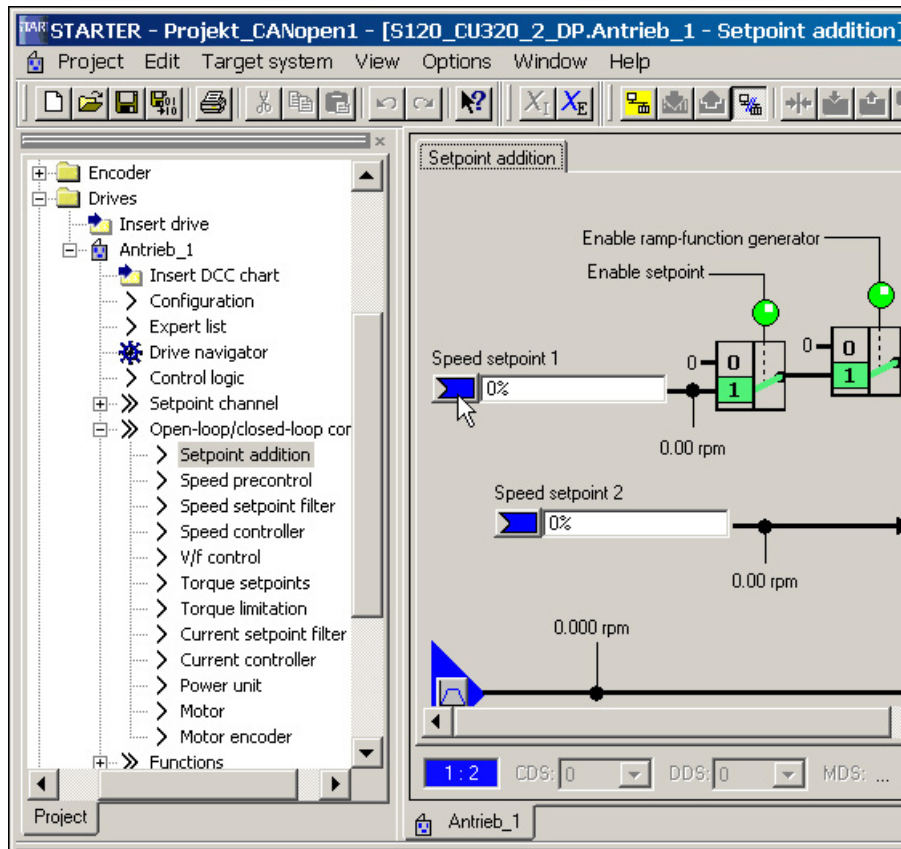 STARTER - Projekt_CANopen1 - [S120_CU320_2_DP.Antrieb_1 - Setpoint addition]
Project Edit Target system View Options Window Help
XI XE
Encoder
Drives
Insert drive
Antrieb_1
Insert DCC chart
Configuration
Expert list
Drive navigator
Control logic
Setpoint channel
Open-loop/closed-loop cor
Setpoint addition
Speed precontrol
Speed setpoint filter
Speed controller
V/f control
Torque setpoints
Torque limitation
Current setpoint filter
Current controller
Power unit
Motor
Motor encoder
Functions
Project
Setpoint addition
Enable ramp-function generator
Enable setpoint
Speed setpoint 1
0%
0 0 1
0 0 1
0.00 rpm
Speed setpoint 2
0%
0.00 rpm
0.000 rpm
1 : 2 CDS: 0 DDS: 0 MDS: ...
Antrieb_1